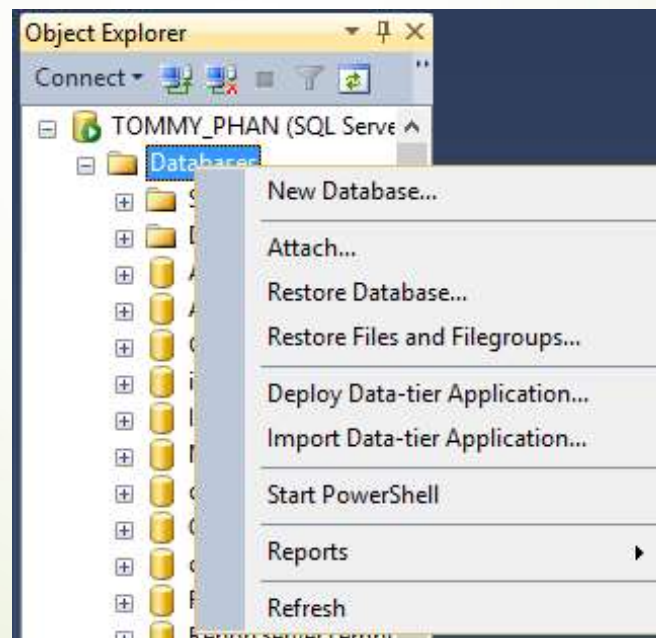 Object Explorer
Connect
TOMMY_PHAN (SQL Serve
Databases
New Database...
Attach...
Restore Database...
Restore Files and Filegroups...
Deploy Data-tier Application...
Import Data-tier Application...
Start PowerShell
Reports
Refresh